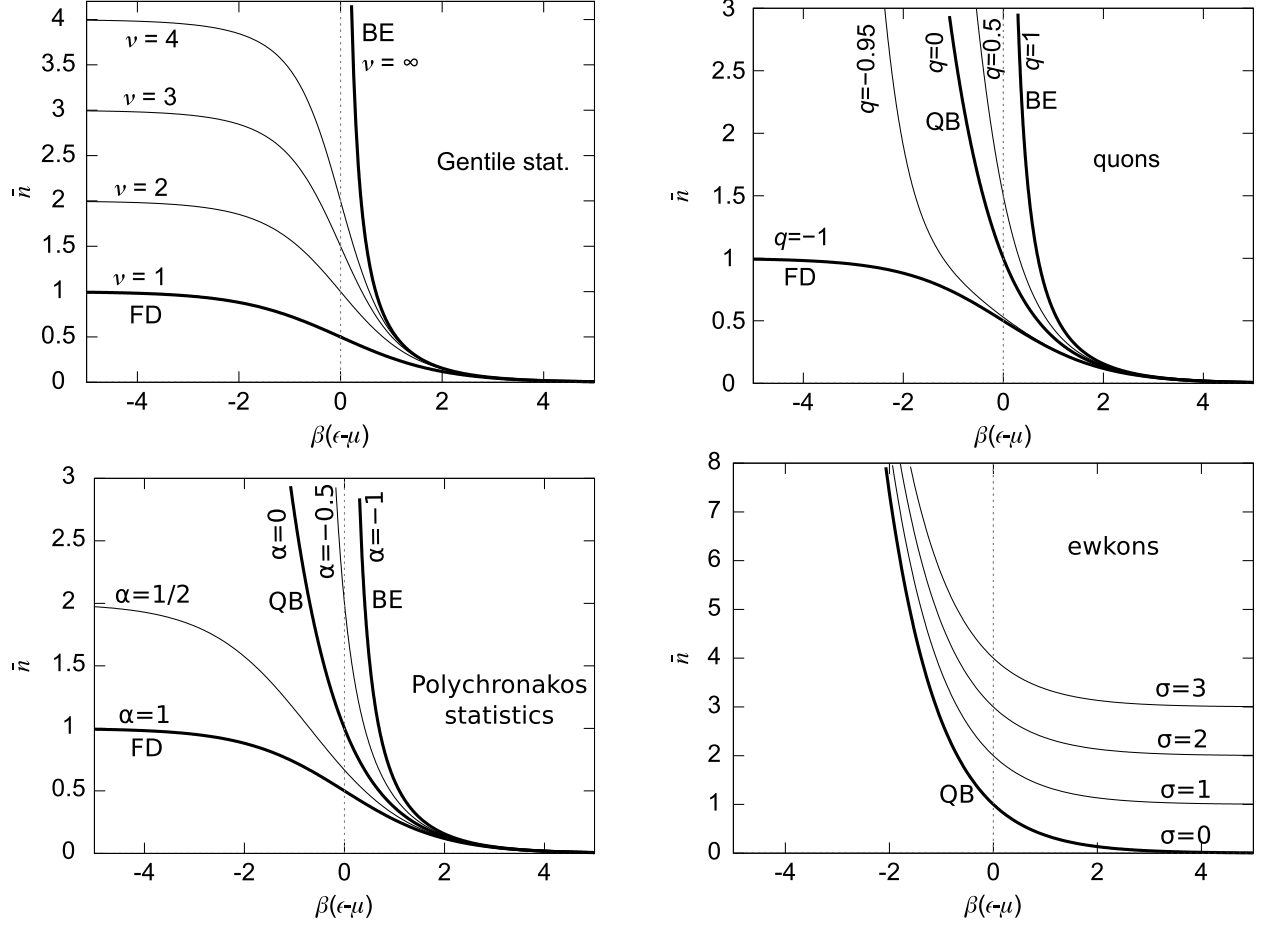 4
3.5
3
2.5
2
1.5
1
0.5
0
n̄
-4
-2
0
2
4
β(ϵ-μ)
ν = 4
ν = 3
ν = 2
ν = 1
FD
BE
ν = ∞
Gentile stat.
3
2.5
2
1.5
1
0.5
0
n̄
-4
-2
0
2
4
β(ϵ-μ)
q=−0.95
q=0
q=0.5
q=1
QB
BE
q=−1
FD
quons
3
2.5
2
1.5
1
0.5
0
n̄
-4
-2
0
2
4
β(ϵ-μ)
α=0
α=−0.5
α=−1
α=1/2
QB
BE
α=1
FD
Polychronakos
statistics
8
7
6
5
4
3
2
1
0
n̄
-4
-2
0
2
4
β(ϵ-μ)
ewkons
σ=3
σ=2
σ=1
QB
σ=0